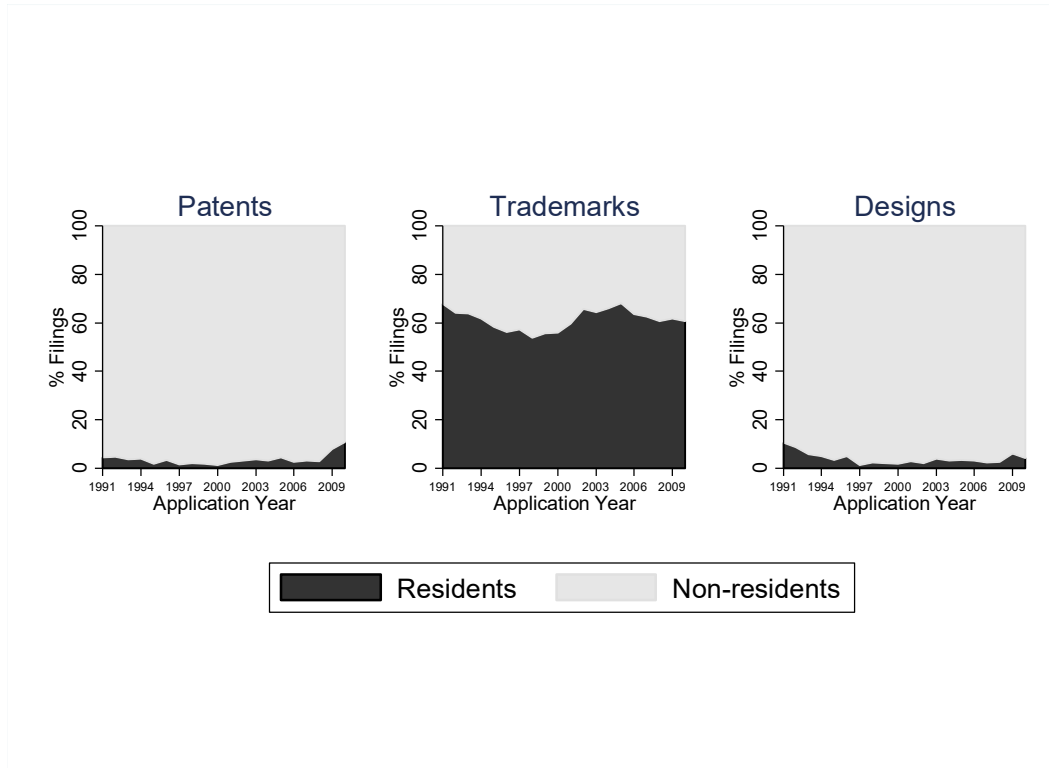 Patents
% Filings
100
80
60
40
20
0
1991 1994 1997 2000 2003 2006 2009
Application Year
Trademarks
% Filings
100
80
60
40
20
0
1991 1994 1997 2000 2003 2006 2009
Application Year
Designs
% Filings
100
80
60
40
20
0
1991 1994 1997 2000 2003 2006 2009
Application Year
Residents Non-residents